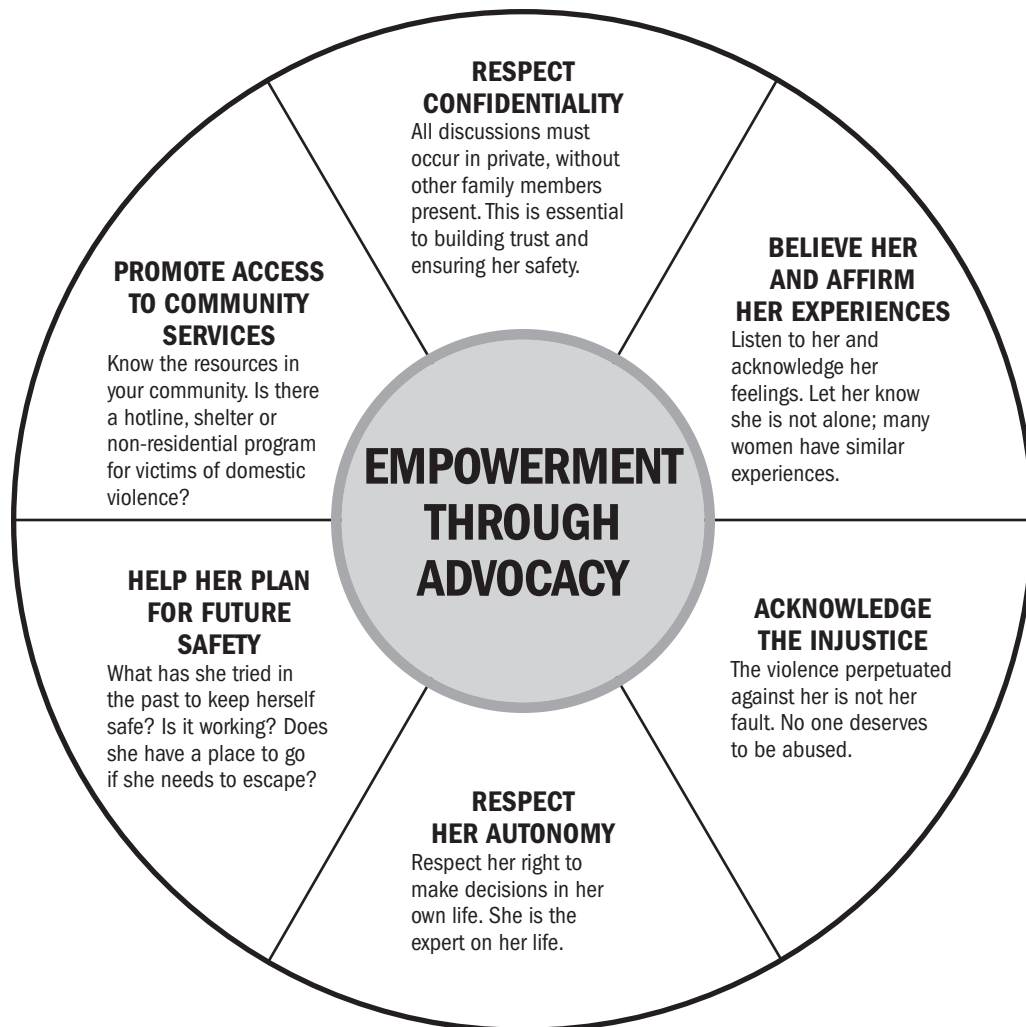 RESPECT
CONFIDENTIALITY
All discussions must
occur in private, without
other family members
present. This is essential
to building trust and
ensuring her safety.
BELIEVE HER
AND AFFIRM
HER EXPERIENCES
Listen to her and
acknowledge her
feelings. Let her know
she is not alone; many
women have similar
experiences.
ACKNOWLEDGE
THE INJUSTICE
The violence perpetuated
against her is not her
fault. No one deserves
to be abused.
RESPECT
HER AUTONOMY
Respect her right to
make decisions in her
own life. She is the
expert on her life.
HELP HER PLAN
FOR FUTURE
SAFETY
What has she tried in
the past to keep herself
safe? Is it working? Does
she have a place to go
if she needs to escape?
PROMOTE ACCESS
TO COMMUNITY
SERVICES
Know the resources in
your community. Is there
a hotline, shelter or
non-residential program
for victims of domestic
violence?
EMPOWERMENT
THROUGH
ADVOCACY